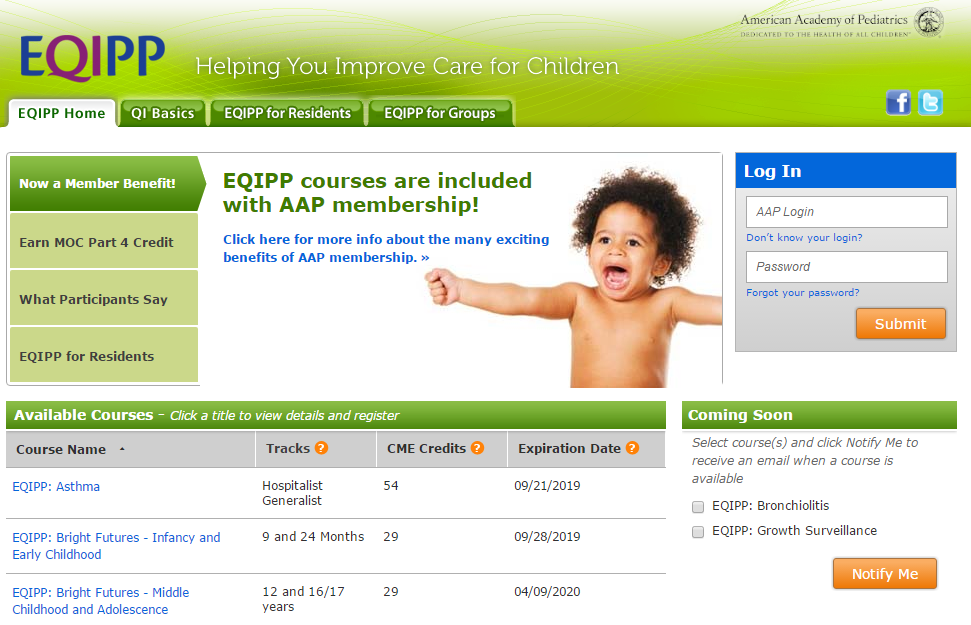 American Academy of Pediatrics
DEDICATED TO THE HEALTH OF ALL CHILDREN™
EQIPP
Helping You Improve Care for Children
EQIPP Home
QI Basics
EQIPP for Residents
EQIPP for Groups
Now a Member Benefit!
Earn MOC Part 4 Credit
What Participants Say
EQIPP for Residents
EQIPP courses are included
with AAP membership!
Click here for more info about the many exciting
benefits of AAP membership. »
Log In
AAP Login
Don't know your login?
Password
Forgot your password?
Submit
Available Courses - Click a title to view details and register
Course Name Tracks ? CME Credits ? Expiration Date ?
EQIPP: Asthma Hospitalist 54 09/21/2019
Generalist
EQIPP: Bright Futures - Infancy and 9 and 24 Months 29 09/28/2019
Early Childhood
EQIPP: Bright Futures - Middle 12 and 16/17 29 04/09/2020
Childhood and Adolescence years
Coming Soon
Select course(s) and click Notify Me to
receive an email when a course is
available
EQIPP: Bronchiolitis
EQIPP: Growth Surveillance
Notify Me